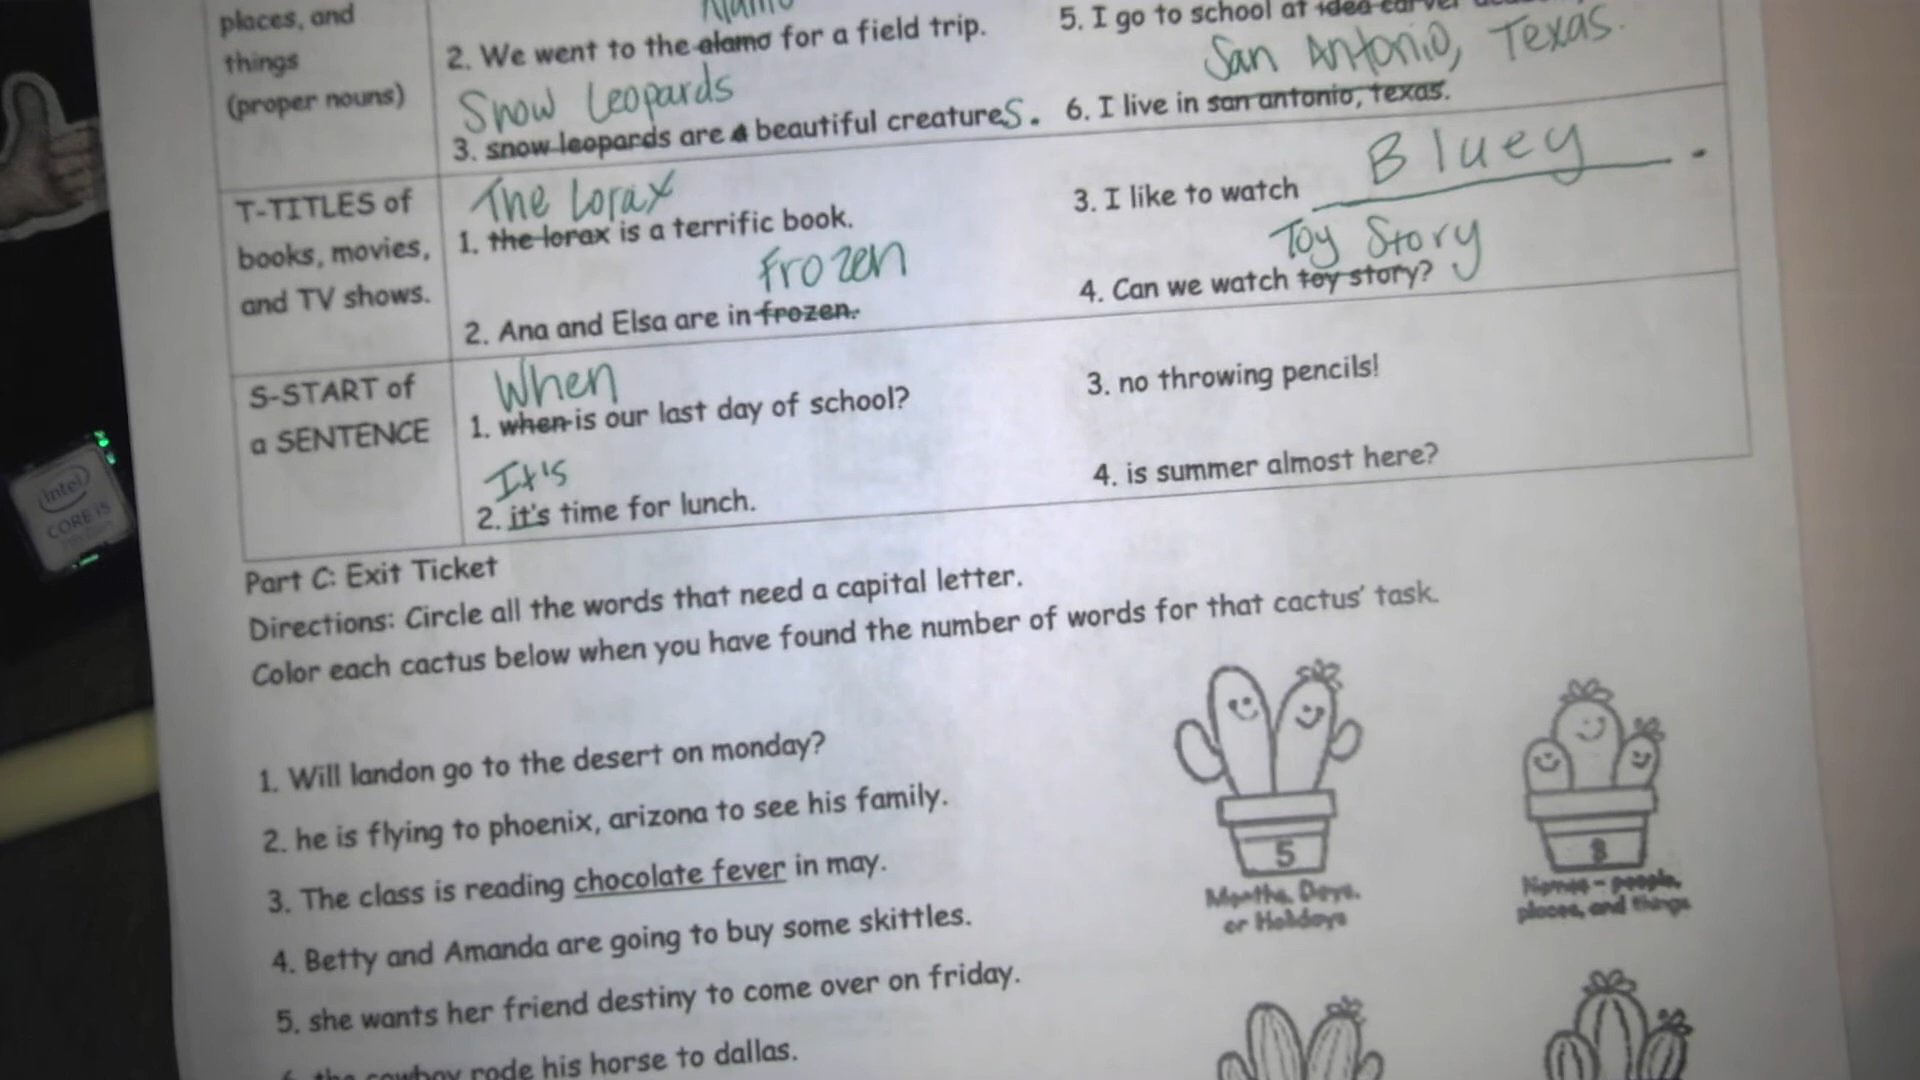 places, and
things
(proper nouns)
Alamo
2. We went to the alamo for a field trip.
5. I go to school at idea carver
San Antonio, Texas.
Snow Leopards
3. snow leopards are a beautiful creatures.
6. I live in san antonio, texas.
T-TITLES of
books, movies,
and TV shows.
The Lorax
1. the lorax is a terrific book.
Frozen
2. Ana and Elsa are in frozen.
3. I like to watch Bluey.
Toy Story
4. Can we watch toy story?
S-START of
a SENTENCE
When
1. when is our last day of school?
It's
2. it's time for lunch.
3. no throwing pencils!
4. is summer almost here?
Part C: Exit Ticket
Directions: Circle all the words that need a capital letter.
Color each cactus below when you have found the number of words for that cactus' task.
1. Will landon go to the desert on monday?
2. he is flying to phoenix, arizona to see his family.
3. The class is reading chocolate fever in may.
4. Betty and Amanda are going to buy some skittles.
5. she wants her friend destiny to come over on friday.
6. the cowboy rode his horse to dallas.
5
Months, Days,
or Holidays
8
Names - people,
places, and things
intel
CORE i5